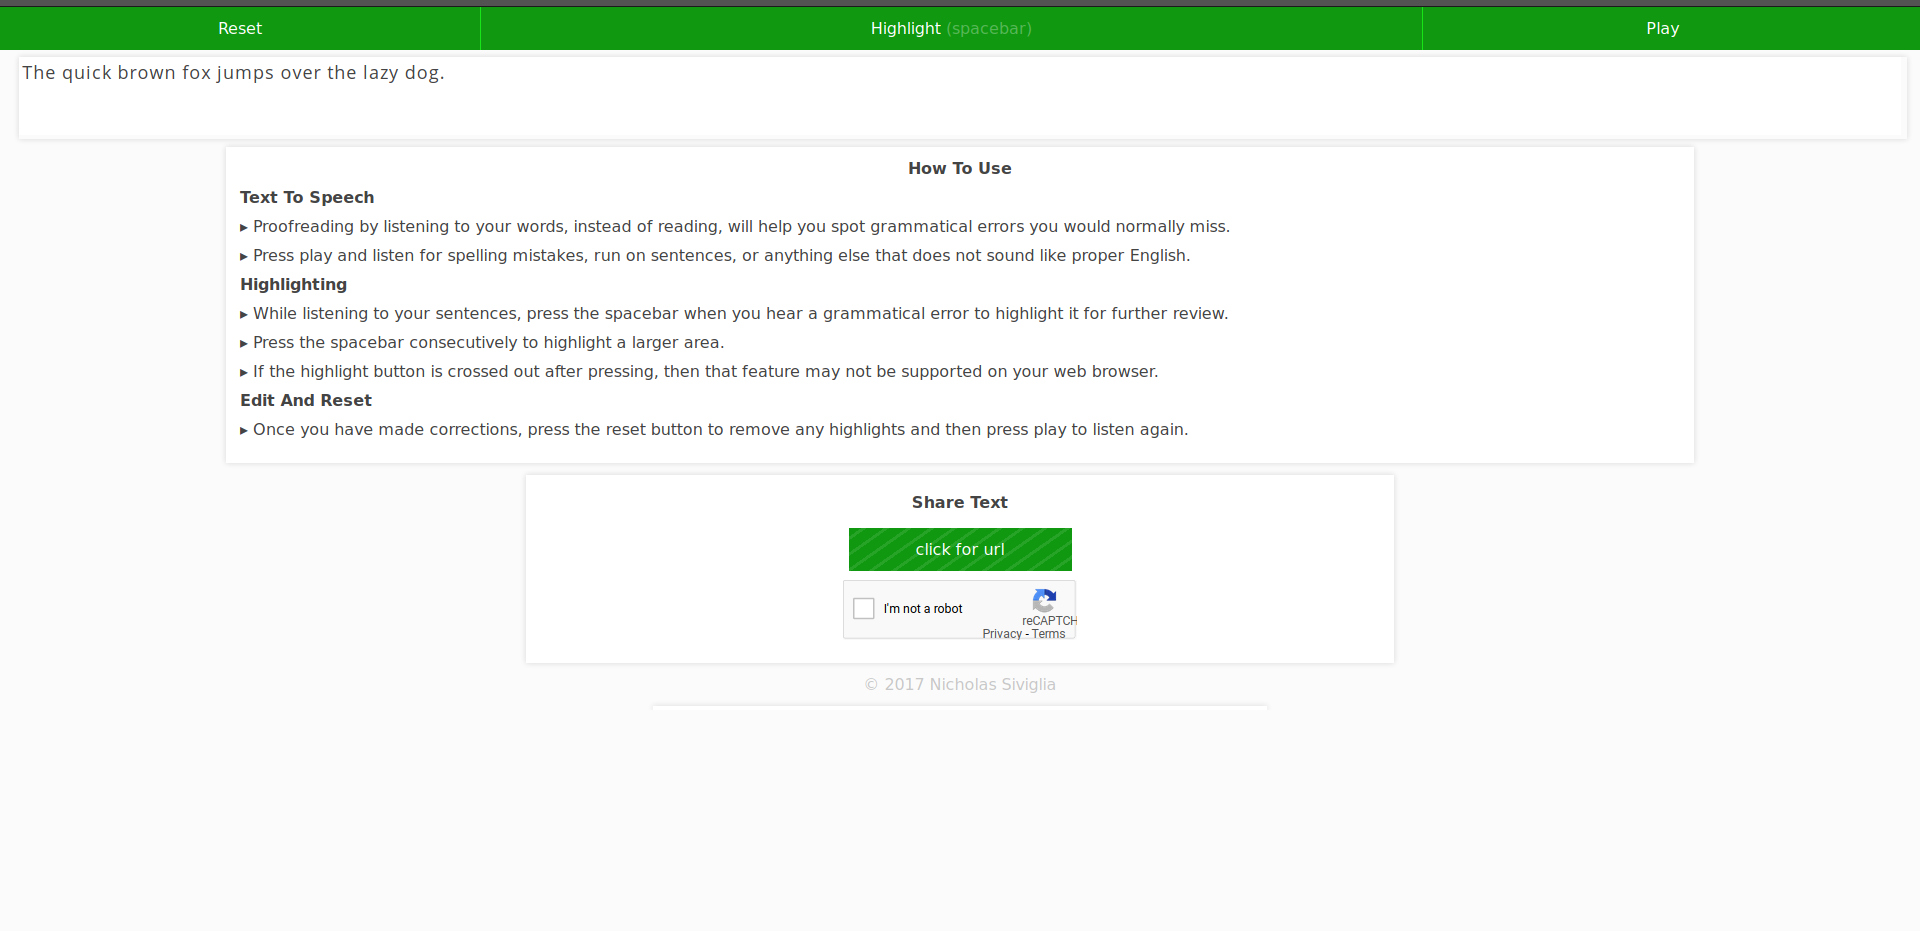 Reset
Highlight (spacebar)
Play
The quick brown fox jumps over the lazy dog.
How To Use
Text To Speech
▸ Proofreading by listening to your words, instead of reading, will help you spot grammatical errors you would normally miss.
▸ Press play and listen for spelling mistakes, run on sentences, or anything else that does not sound like proper English.
Highlighting
▸ While listening to your sentences, press the spacebar when you hear a grammatical error to highlight it for further review.
▸ Press the spacebar consecutively to highlight a larger area.
▸ If the highlight button is crossed out after pressing, then that feature may not be supported on your web browser.
Edit And Reset
▸ Once you have made corrections, press the reset button to remove any highlights and then press play to listen again.
Share Text
click for url
I'm not a robot
reCAPTCH
Privacy - Terms
© 2017 Nicholas Siviglia